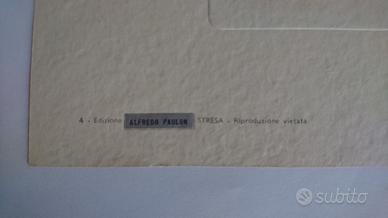 4 - Edizione ALFREDO PAULON STRESA - Riproduzione vietata
subito